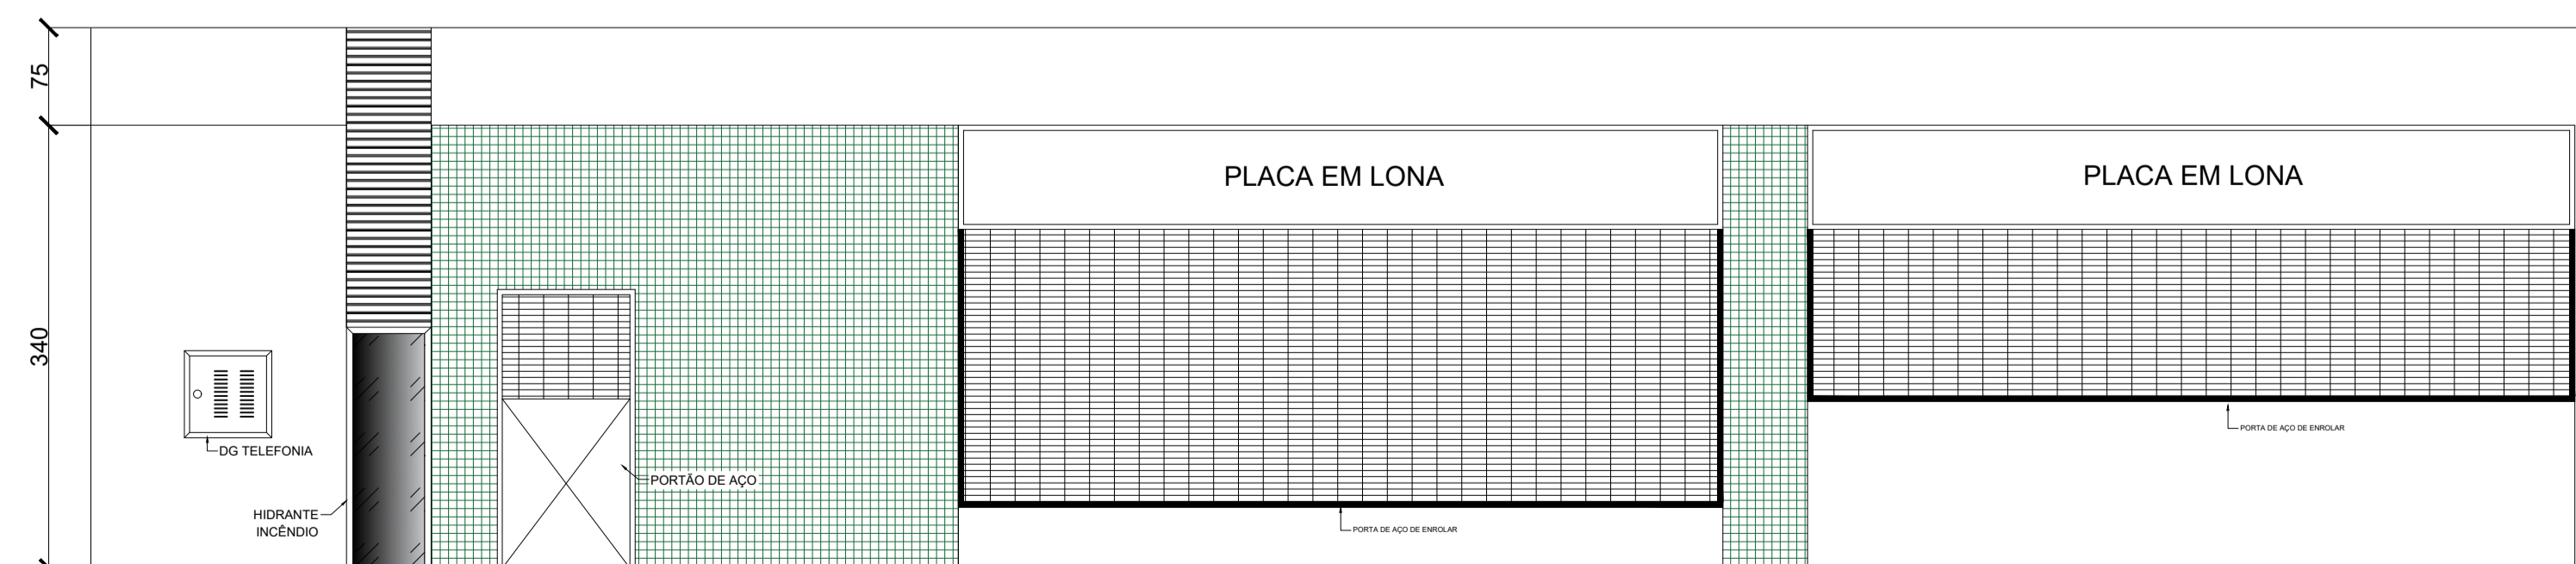 75
340
PLACA EM LONA
PLACA EM LONA
DG TELEFONIA
HIDRANTE
INCÊNDIO
PORTÃO DE AÇO
PORTA DE AÇO DE ENROLAR
PORTA DE AÇO DE ENROLAR